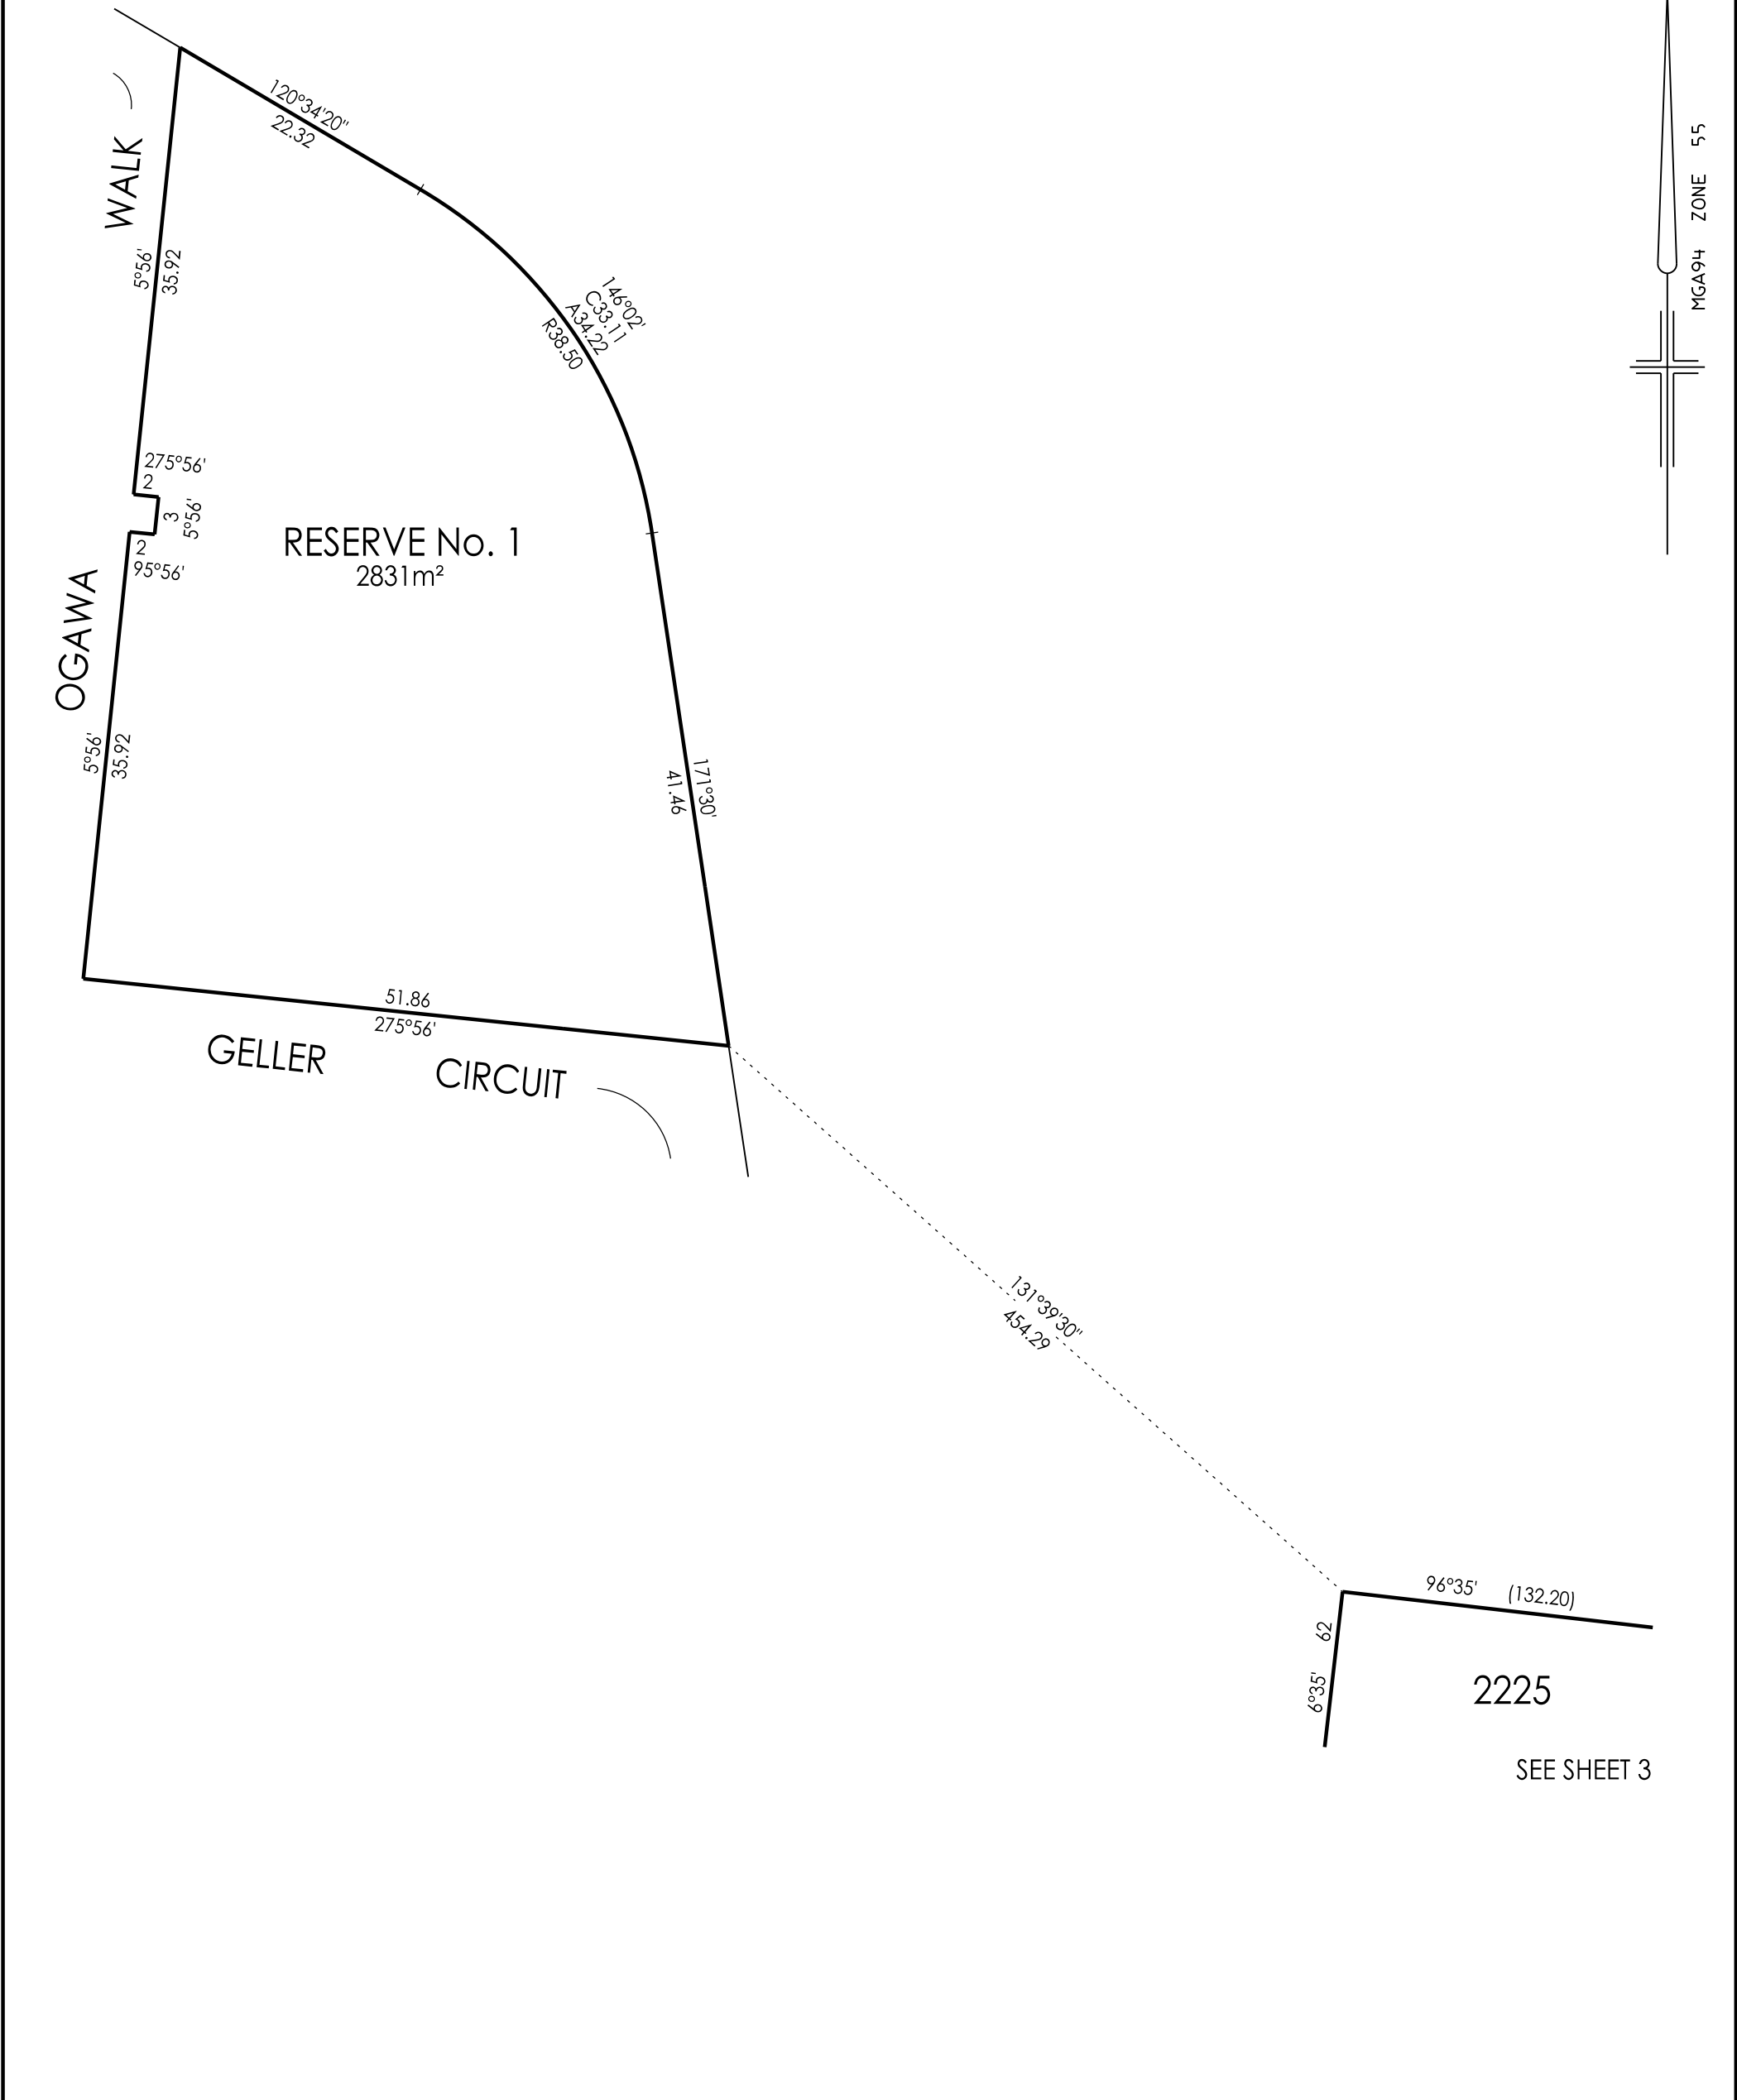 120°34'20"
22.32
WALK
5°56'
35.92
146°02'
C33.11
A34.22
R38.50
MGA94 ZONE 55
275°56'
2
3
5°56'
2
95°56'
RESERVE No. 1
2831m²
OGAWA
5°56'
35.92
171°30'
41.46
51.86
275°56'
GELLER CIRCUIT
131°39'30"
454.29
96°35' (132.20)
62
6°35'
2225
SEE SHEET 3